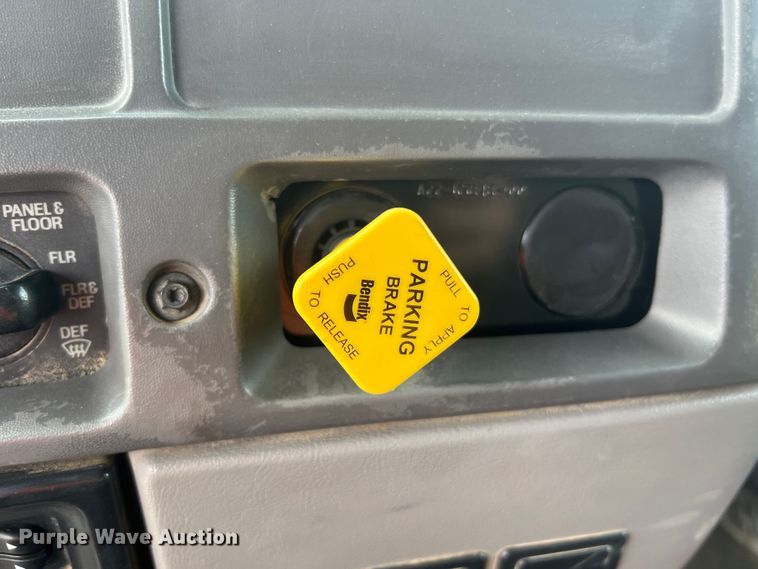 PANEL &
FLOOR
FLR
FLR &
DEF
DEF
PULL TO APPLY
PARKING
BRAKE
Bendix
PUSH TO RELEASE
Purple Wave Auction